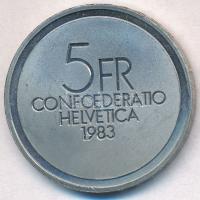 5FR
CONFOEDERATIO
HELVETICA
1983